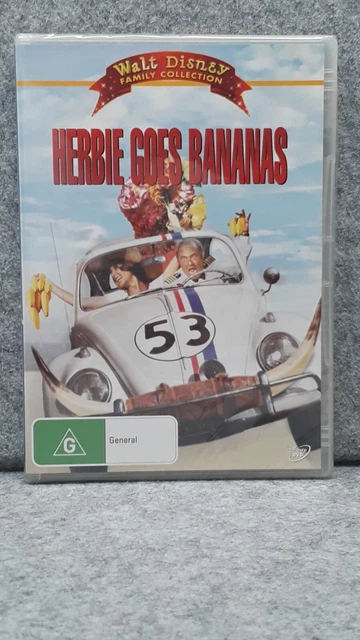 Walt Disney
FAMILY COLLECTION
HERBIE GOES BANANAS
53
G
General